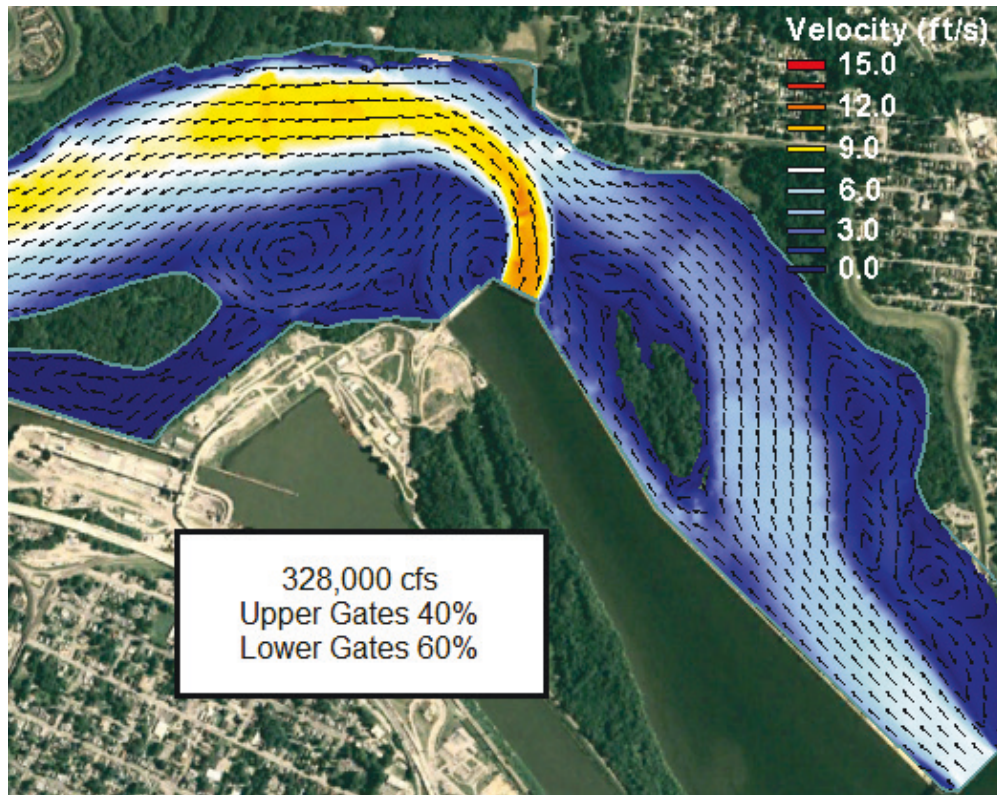 Velocity (ft/s)
15.0
12.0
9.0
6.0
3.0
0.0
328,000 cfs
Upper Gates 40%
Lower Gates 60%